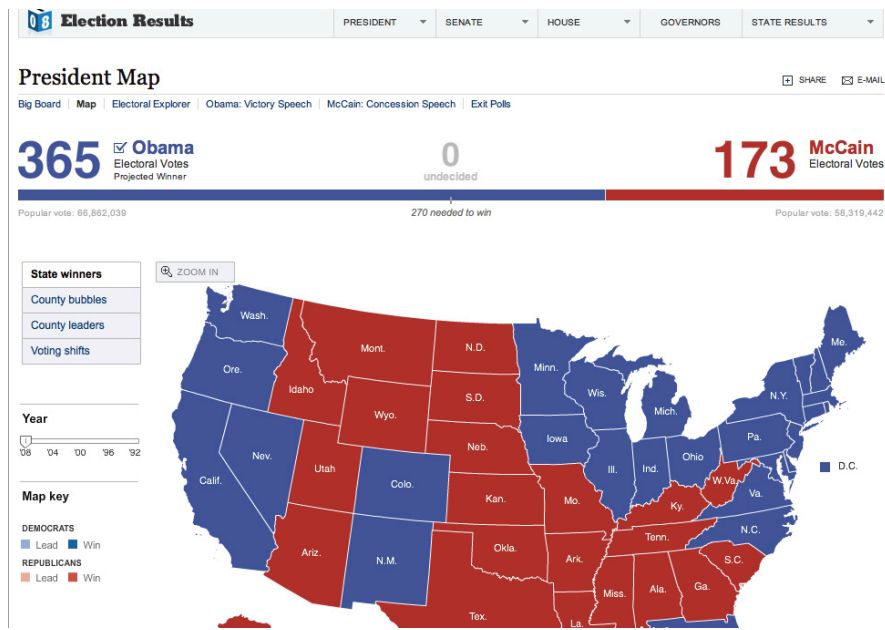 08 Election Results
PRESIDENT SENATE HOUSE GOVERNORS STATE RESULTS
President Map
SHARE E-MAIL
Big Board Map Electoral Explorer Obama: Victory Speech McCain: Concession Speech Exit Polls
365 Obama
Electoral Votes
Projected Winner
0
undecided
173 McCain
Electoral Votes
Popular vote: 66,862,039
270 needed to win
Popular vote: 58,319,442
State winners
County bubbles
County leaders
Voting shifts
ZOOM IN
Year
'08 '04 '00 '96 '92
Map key
DEMOCRATS
Lead Win
REPUBLICANS
Lead Win
Wash.
Mont.
N.D.
Minn.
Me.
Ore.
Idaho
S.D.
Wis.
N.Y.
Wyo.
Mich.
Neb.
Iowa
Pa.
Nev.
Utah
Ohio
Calif.
Colo.
Ill.
Ind.
D.C.
W.Va.
Kan.
Mo.
Ky.
Va.
N.C.
Tenn.
Ariz.
N.M.
Okla.
Ark.
S.C.
Miss.
Ala.
Ga.
Tex.
La.